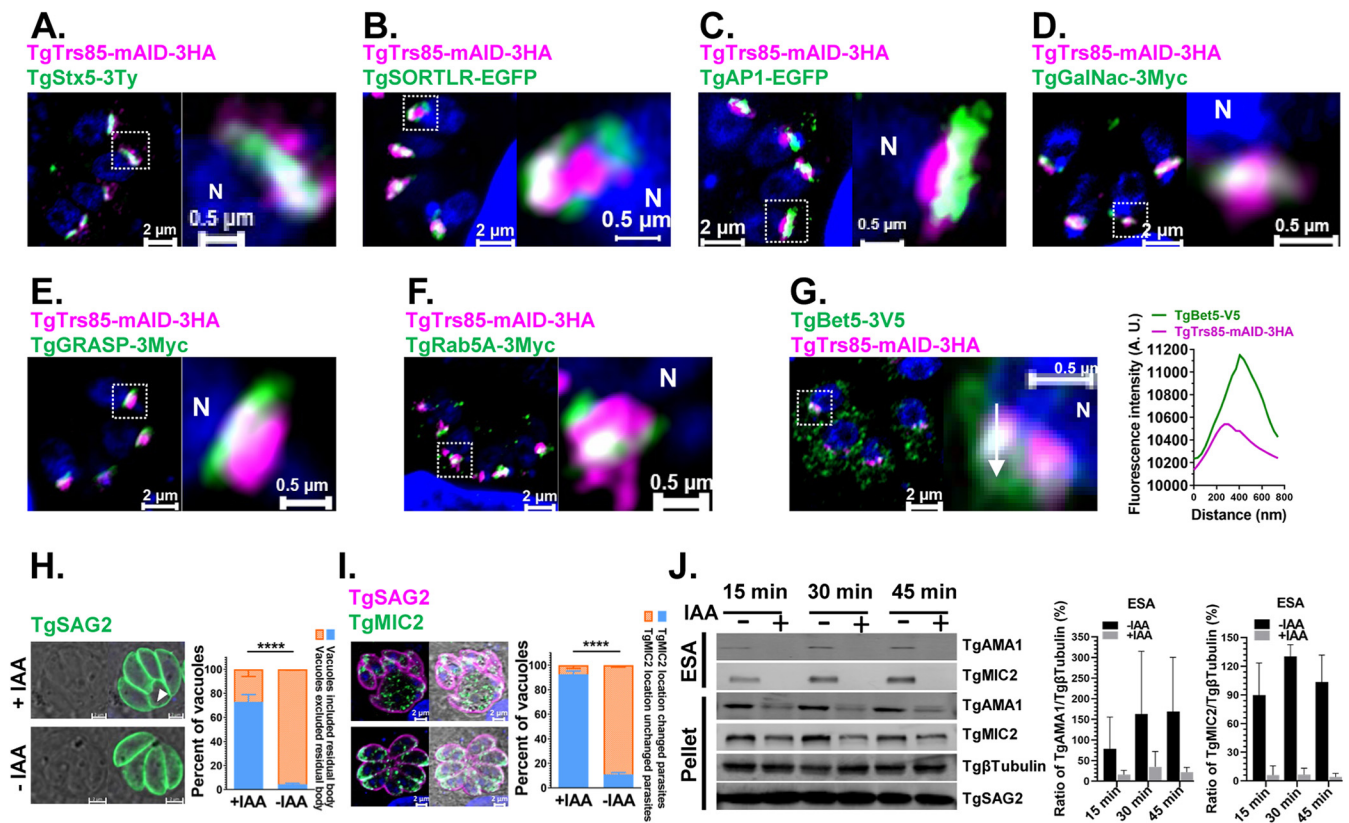 A.
TgTrs85-mAID-3HA
TgStx5-3Ty
N
0.5 µm
2 µm
B.
TgTrs85-mAID-3HA
TgSORTLR-EGFP
N
2 µm
0.5 µm
C.
TgTrs85-mAID-3HA
TgAP1-EGFP
N
2 µm
0.5 µm
D.
TgTrs85-mAID-3HA
TgGalNac-3Myc
N
2 µm
0.5 µm
E.
TgTrs85-mAID-3HA
TgGRASP-3Myc
N
2 µm
0.5 µm
F.
TgTrs85-mAID-3HA
TgRab5A-3Myc
N
2 µm
0.5 µm
G.
TgBet5-3V5
TgTrs85-mAID-3HA
0.5 µm
N
2 µm
TgBet5-V5
TgTrs85-mAID-3HA
Fluorescence intensity (A. U.)
11200
11000
10800
10600
10400
10200
10000
0 200 400 600 800
Distance (nm)
H.
TgSAG2
+ IAA
- IAA
Percent of vacuoles
100
80
60
40
20
0
****
+IAA -IAA
Vacuoles included residual body
Vacuoles excluded residual body
I.
TgSAG2
TgMIC2
2 µm
2 µm
2 µm
2 µm
Percent of vacuoles
100
80
60
40
20
0
****
+IAA -IAA
TgMIC2 location changed parasites
TgMIC2 location unchanged parasites
J.
15 min 30 min 45 min
IAA - + - + - +
ESA
TgAMA1
TgMIC2
Pellet
TgAMA1
TgMIC2
TgβTubulin
TgSAG2
ESA
-IAA
+IAA
Ratio of TgAMA1/TgβTubulin (%)
350
300
250
200
150
100
50
0
15 min
30 min
45 min
ESA
-IAA
+IAA
Ratio of TgMIC2/TgβTubulin (%)
150
100
50
0
15 min
30 min
45 min